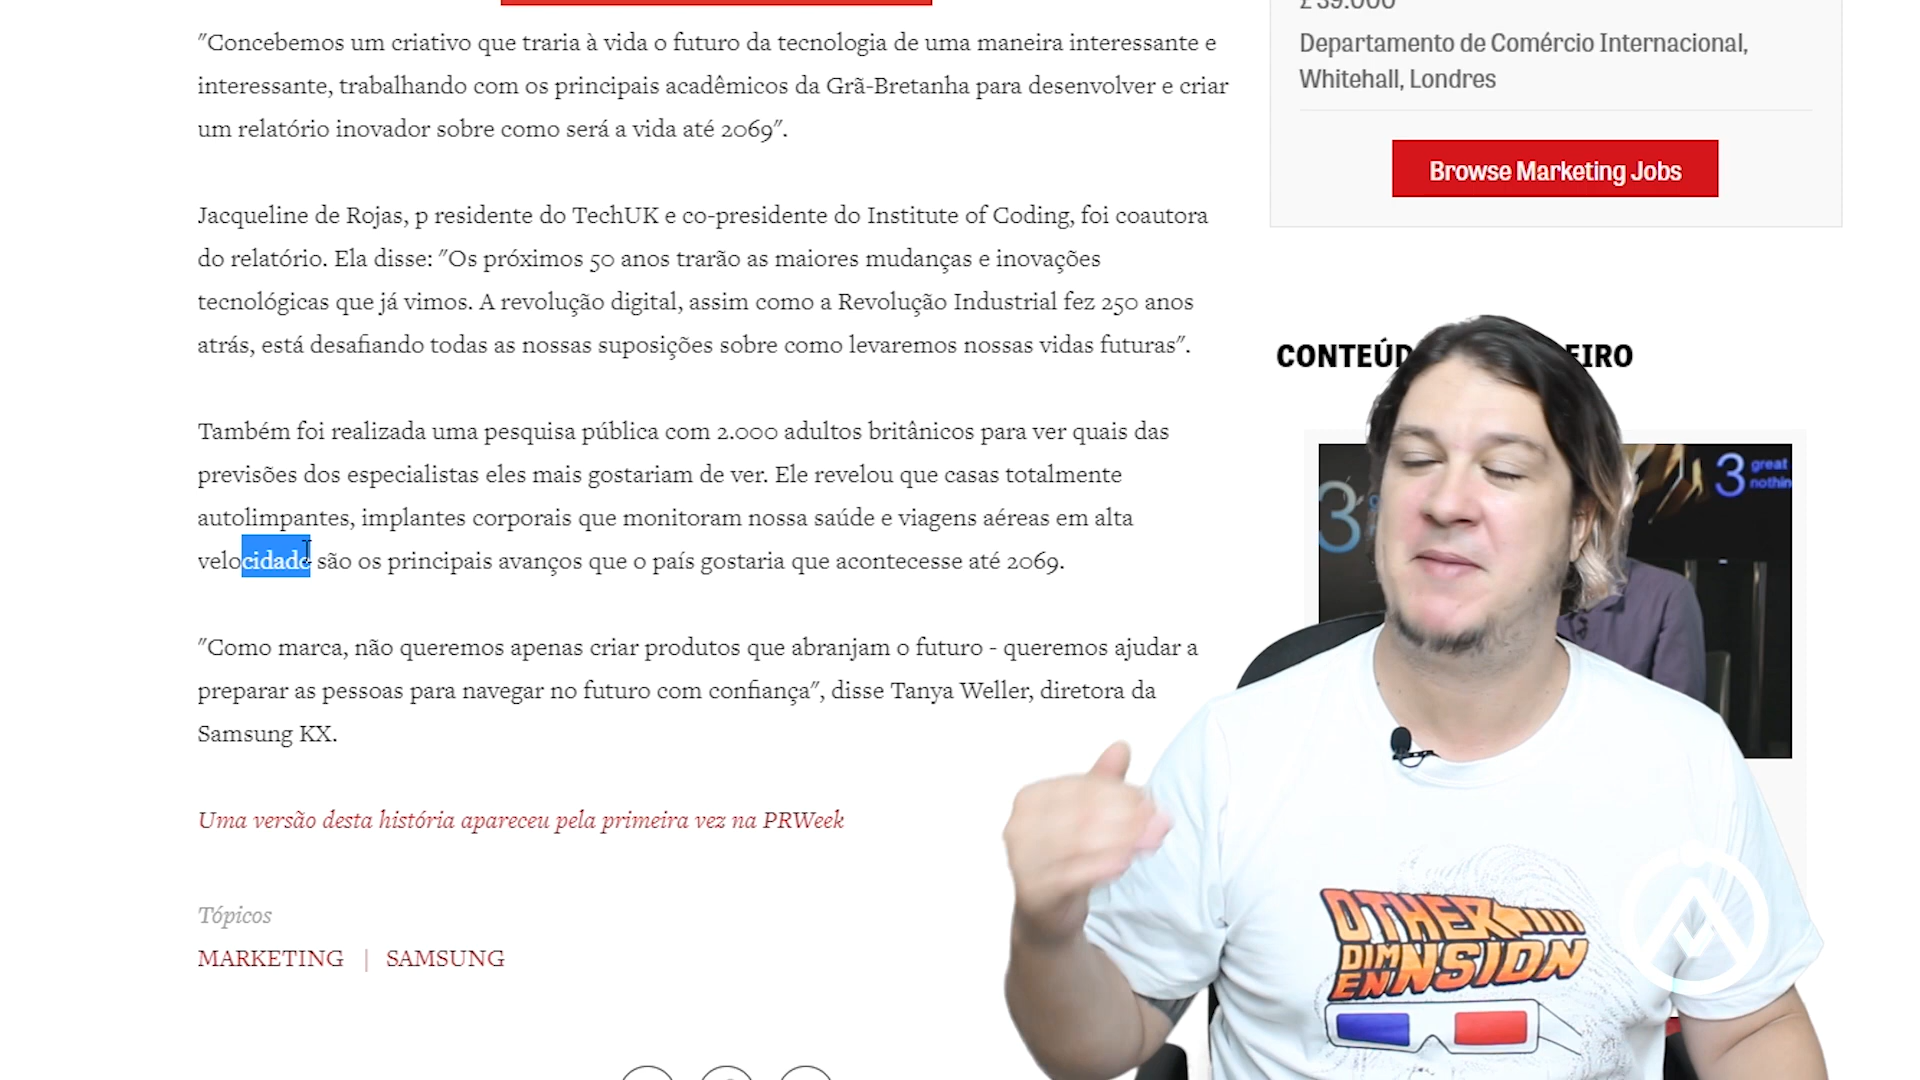 "Concebemos um criativo que traria à vida o futuro da tecnologia de uma maneira interessante e
interessante, trabalhando com os principais acadêmicos da Grã-Bretanha para desenvolver e criar
um relatório inovador sobre como será a vida até 2069".
Jacqueline de Rojas, p residente do TechUK e co-presidente do Institute of Coding, foi coautora
do relatório. Ela disse: "Os próximos 50 anos trarão as maiores mudanças e inovações
tecnológicas que já vimos. A revolução digital, assim como a Revolução Industrial fez 250 anos
atrás, está desafiando todas as nossas suposições sobre como levaremos nossas vidas futuras".
Também foi realizada uma pesquisa pública com 2.000 adultos britânicos para ver quais das
previsões dos especialistas eles mais gostariam de ver. Ele revelou que casas totalmente
autolimpantes, implantes corporais que monitoram nossa saúde e viagens aéreas em alta
velocidade são os principais avanços que o país gostaria que acontecesse até 2069.
"Como marca, não queremos apenas criar produtos que abranjam o futuro - queremos ajudar a
preparar as pessoas para navegar no futuro com confiança", disse Tanya Weller, diretora da
Samsung KX.
Uma versão desta história apareceu pela primeira vez na PRWeek
Tópicos
MARKETING | SAMSUNG
£39.000
Departamento de Comércio Internacional,
Whitehall, Londres
Browse Marketing Jobs
3 great
nothin
3
OTHER
DIMENNSION